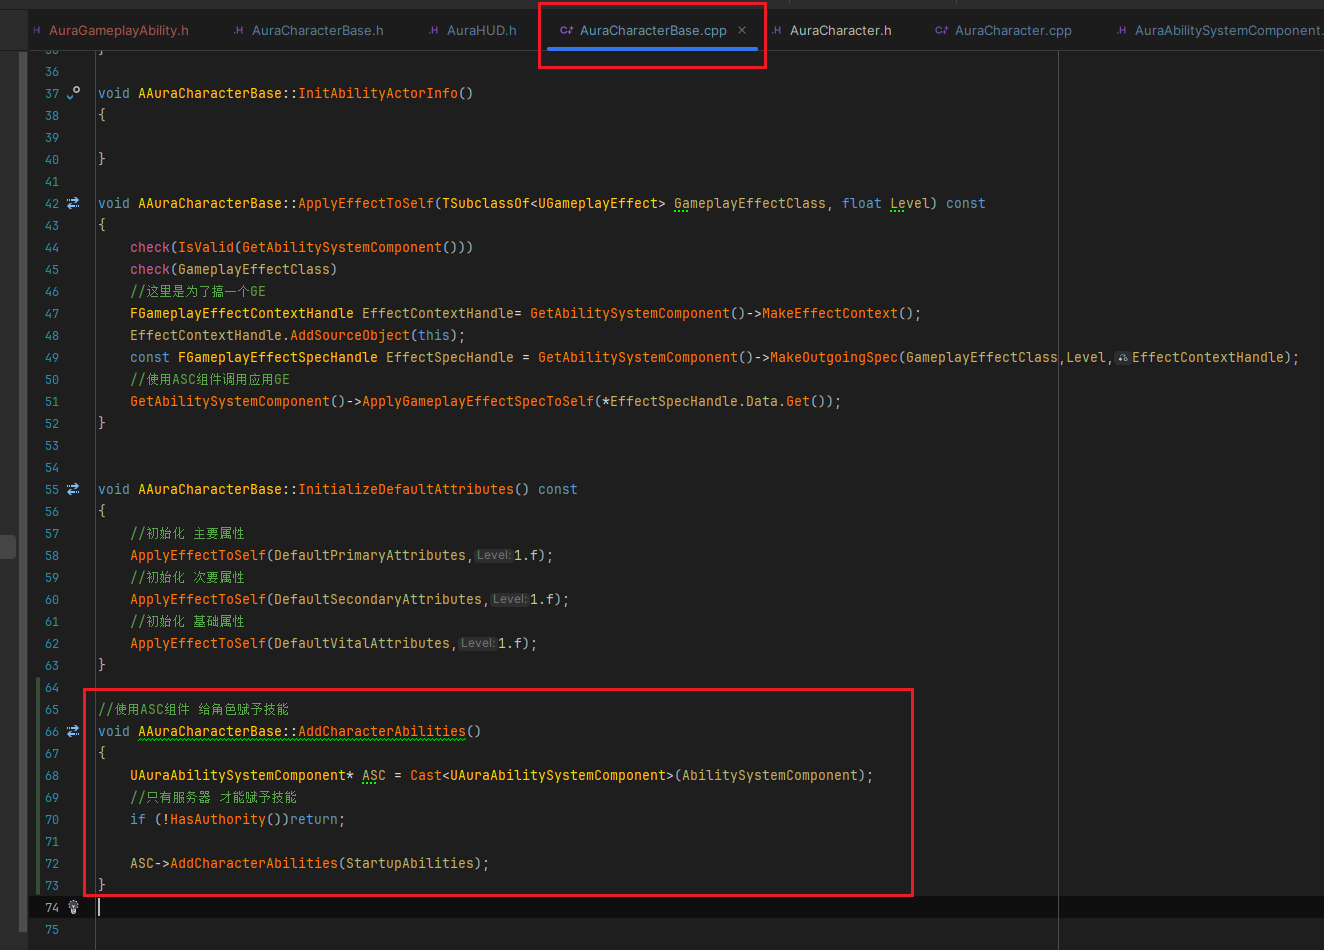 AuraGameplayAbility.h
AuraCharacterBase.h
AuraHUD.h
AuraCharacterBase.cpp
AuraCharacter.h
AuraCharacter.cpp
AuraAbilitySystemComponent.
36
37 void AAuraCharacterBase::InitAbilityActorInfo()
38 {
39
40 }
41
42 void AAuraCharacterBase::ApplyEffectToSelf(TSubclassOf<UGameplayEffect> GameplayEffectClass, float Level) const
43 {
44 check(IsValid(GetAbilitySystemComponent()))
45 check(GameplayEffectClass)
46 //这里是为了搞一个GE
47 FGameplayEffectContextHandle EffectContextHandle= GetAbilitySystemComponent()->MakeEffectContext();
48 EffectContextHandle.AddSourceObject(this);
49 const FGameplayEffectSpecHandle EffectSpecHandle = GetAbilitySystemComponent()->MakeOutgoingSpec(GameplayEffectClass,Level,EffectContextHandle);
50 //使用ASC组件调用应用GE
51 GetAbilitySystemComponent()->ApplyGameplayEffectSpecToSelf(*EffectSpecHandle.Data.Get());
52 }
53
54
55 void AAuraCharacterBase::InitializeDefaultAttributes() const
56 {
57 //初始化 主要属性
58 ApplyEffectToSelf(DefaultPrimaryAttributes,Level:1.f);
59 //初始化 次要属性
60 ApplyEffectToSelf(DefaultSecondaryAttributes,Level:1.f);
61 //初始化 基础属性
62 ApplyEffectToSelf(DefaultVitalAttributes,Level:1.f);
63 }
64
65 //使用ASC组件 给角色赋予技能
66 void AAuraCharacterBase::AddCharacterAbilities()
67 {
68 UAuraAbilitySystemComponent* ASC = Cast<UAuraAbilitySystemComponent>(AbilitySystemComponent);
69 //只有服务器 才能赋予技能
70 if (!HasAuthority())return;
71
72 ASC->AddCharacterAbilities(StartupAbilities);
73 }
74
75